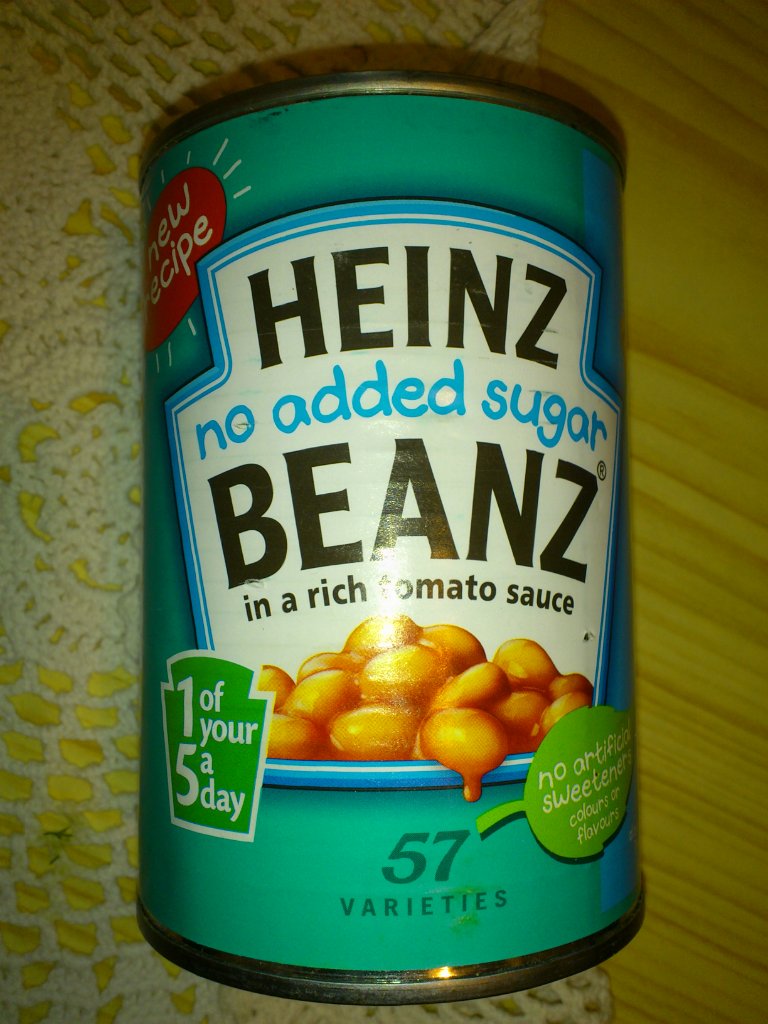 new
recipe
HEINZ
no added sugar
BEANZ®
in a rich tomato sauce
1 of
your
5 a
day
no artificial
sweeteners
colours or
flavours
57
VARIETIES